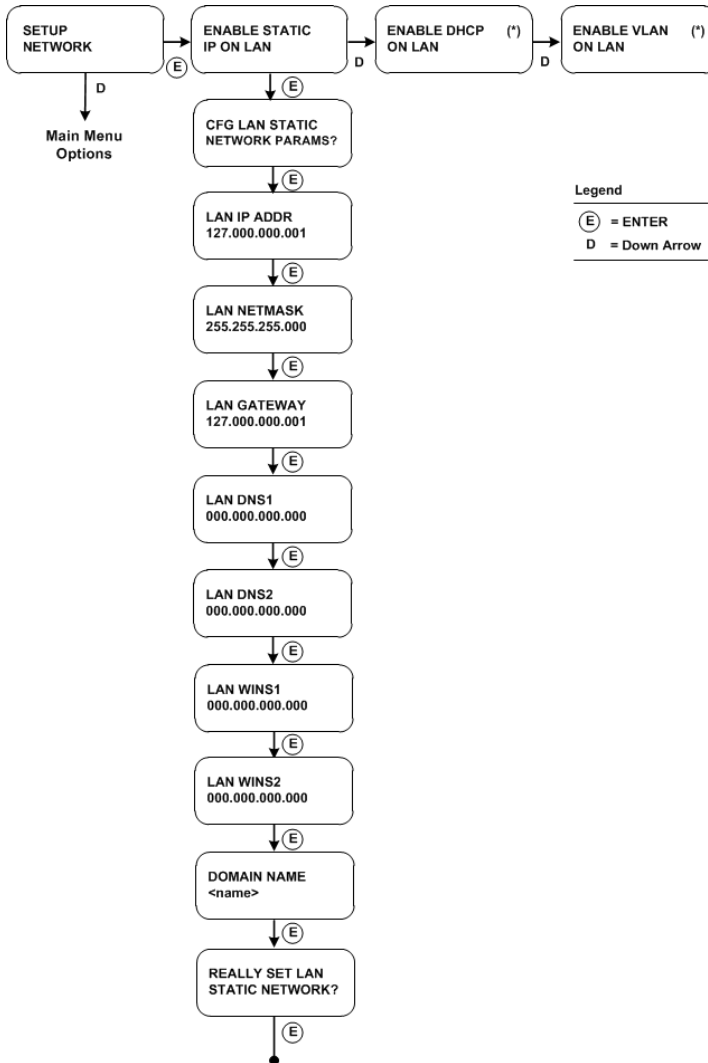 SETUP
NETWORK
E
ENABLE STATIC
IP ON LAN
D
ENABLE DHCP (*)
ON LAN
D
ENABLE VLAN (*)
ON LAN
D
Main Menu
Options
E
CFG LAN STATIC
NETWORK PARAMS?
E
LAN IP ADDR
127.000.000.001
E
LAN NETMASK
255.255.255.000
E
LAN GATEWAY
127.000.000.001
E
LAN DNS1
000.000.000.000
E
LAN DNS2
000.000.000.000
E
LAN WINS1
000.000.000.000
E
LAN WINS2
000.000.000.000
E
DOMAIN NAME
<name>
E
REALLY SET LAN
STATIC NETWORK?
E
Legend
E = ENTER
D = Down Arrow